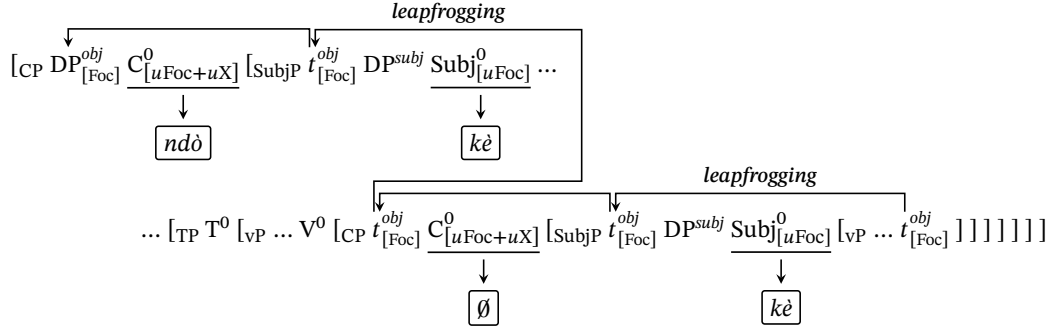 leapfrogging
[CP DP^obj_[Foc] C^0_[uFoc+uX] [SubjP t^obj_[Foc] DP^subj Subj^0_[uFoc] ...
ndò kè
leapfrogging
... [TP T^0 [vP ... V^0 [CP t^obj_[Foc] C^0_[uFoc+uX] [SubjP t^obj_[Foc] DP^subj Subj^0_[uFoc] [vP ... t^obj_[Foc] ] ] ] ] ] ] ]
Ø kè